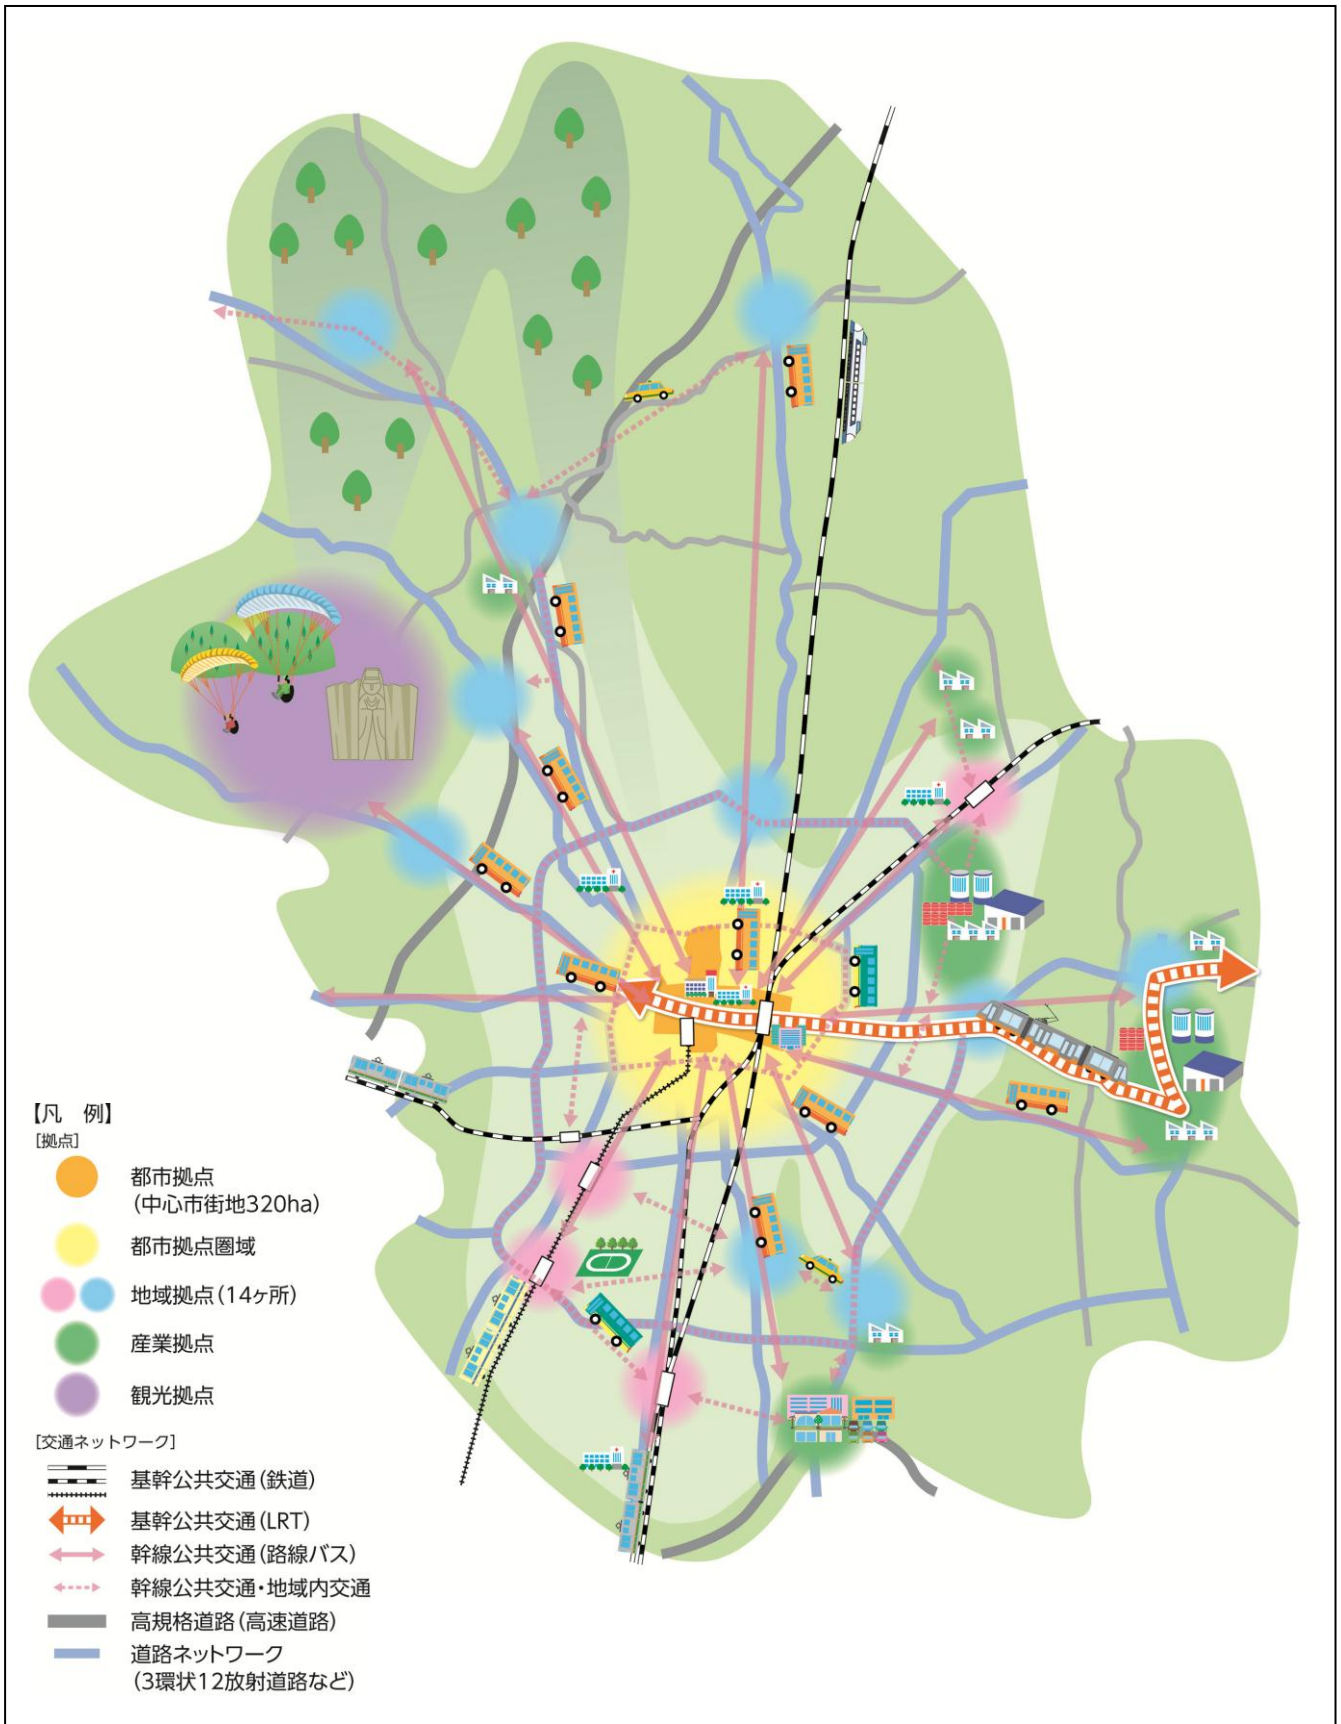 【凡　例】
[拠点]
都市拠点
(中心市街地320ha)
都市拠点圏域
地域拠点(14ヶ所)
産業拠点
観光拠点
[交通ネットワーク]
基幹公共交通(鉄道)
基幹公共交通(LRT)
幹線公共交通(路線バス)
幹線公共交通・地域内交通
高規格道路(高速道路)
道路ネットワーク
(3環状12放射道路など)